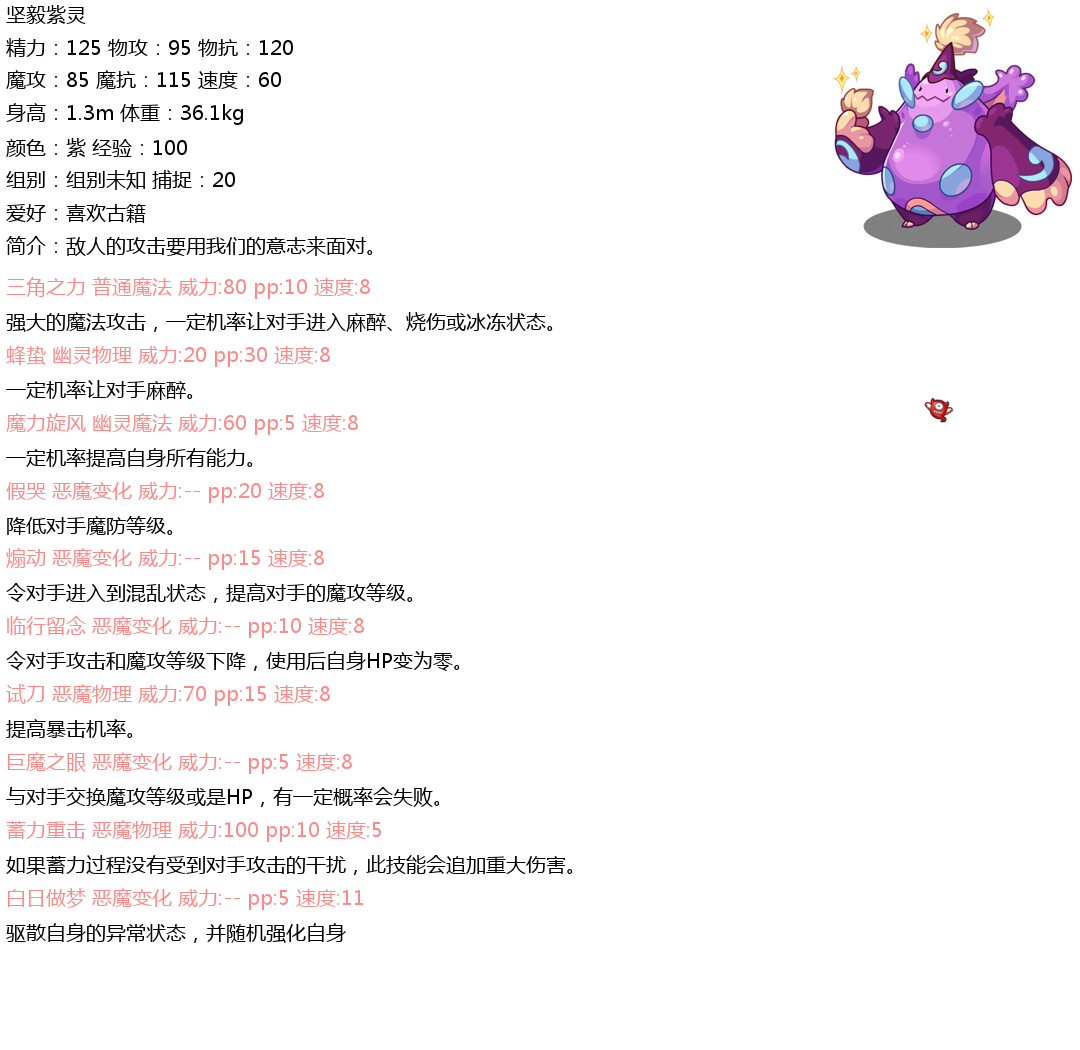 坚毅紫灵
精力：125 物攻：95 物抗：120
魔攻：85 魔抗：115 速度：60
身高：1.3m 体重：36.1kg
颜色：紫 经验：100
组别：组别未知 捕捉：20
爱好：喜欢古籍
简介：敌人的攻击要用我们的意志来面对。
三角之力 普通魔法 威力:80 pp:10 速度:8
强大的魔法攻击，一定机率让对手进入麻醉、烧伤或冰冻状态。
蜂蛰 幽灵物理 威力:20 pp:30 速度:8
一定机率让对手麻醉。
魔力旋风 幽灵魔法 威力:60 pp:5 速度:8
一定机率提高自身所有能力。
假哭 恶魔变化 威力:-- pp:20 速度:8
降低对手魔防等级。
煽动 恶魔变化 威力:-- pp:15 速度:8
令对手进入到混乱状态，提高对手的魔攻等级。
临行留念 恶魔变化 威力:-- pp:10 速度:8
令对手攻击和魔攻等级下降，使用后自身HP变为零。
试刀 恶魔物理 威力:70 pp:15 速度:8
提高暴击机率。
巨魔之眼 恶魔变化 威力:-- pp:5 速度:8
与对手交换魔攻等级或是HP，有一定概率会失败。
蓄力重击 恶魔物理 威力:100 pp:10 速度:5
如果蓄力过程没有受到对手攻击的干扰，此技能会追加重大伤害。
白日做梦 恶魔变化 威力:-- pp:5 速度:11
驱散自身的异常状态，并随机强化自身